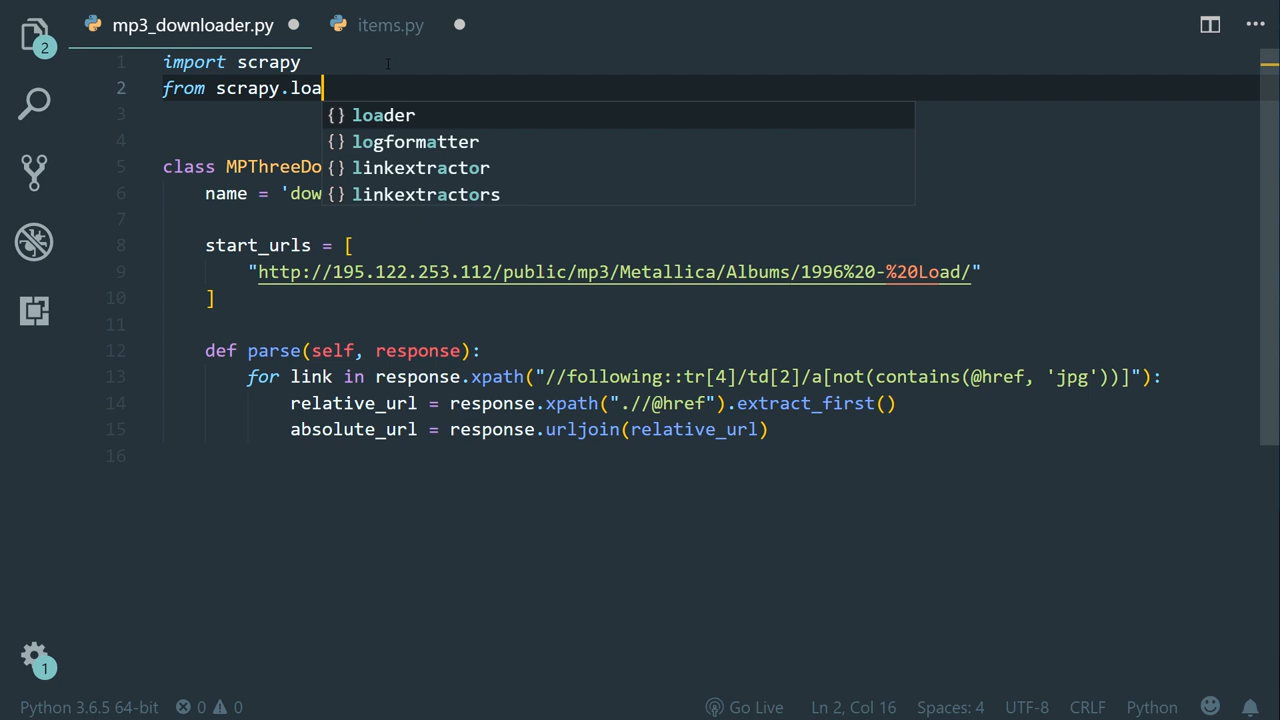 2
mp3_downloader.py
items.py
1 import scrapy
2 from scrapy.loa
{} loader
3
{} logformatter
4
5 class MPThreeDo
{} linkextractor
6 name = 'dow
{} linkextractors
7
8 start_urls = [
9 "http://195.122.253.112/public/mp3/Metallica/Albums/1996%20-%20Load/"
10 ]
11
12 def parse(self, response):
13 for link in response.xpath("//following::tr[4]/td[2]/a[not(contains(@href, 'jpg'))]"):
14 relative_url = response.xpath(".//@href").extract_first()
15 absolute_url = response.urljoin(relative_url)
16
1
Python 3.6.5 64-bit 0 0 Go Live Ln 2, Col 16 Spaces: 4 UTF-8 CRLF Python